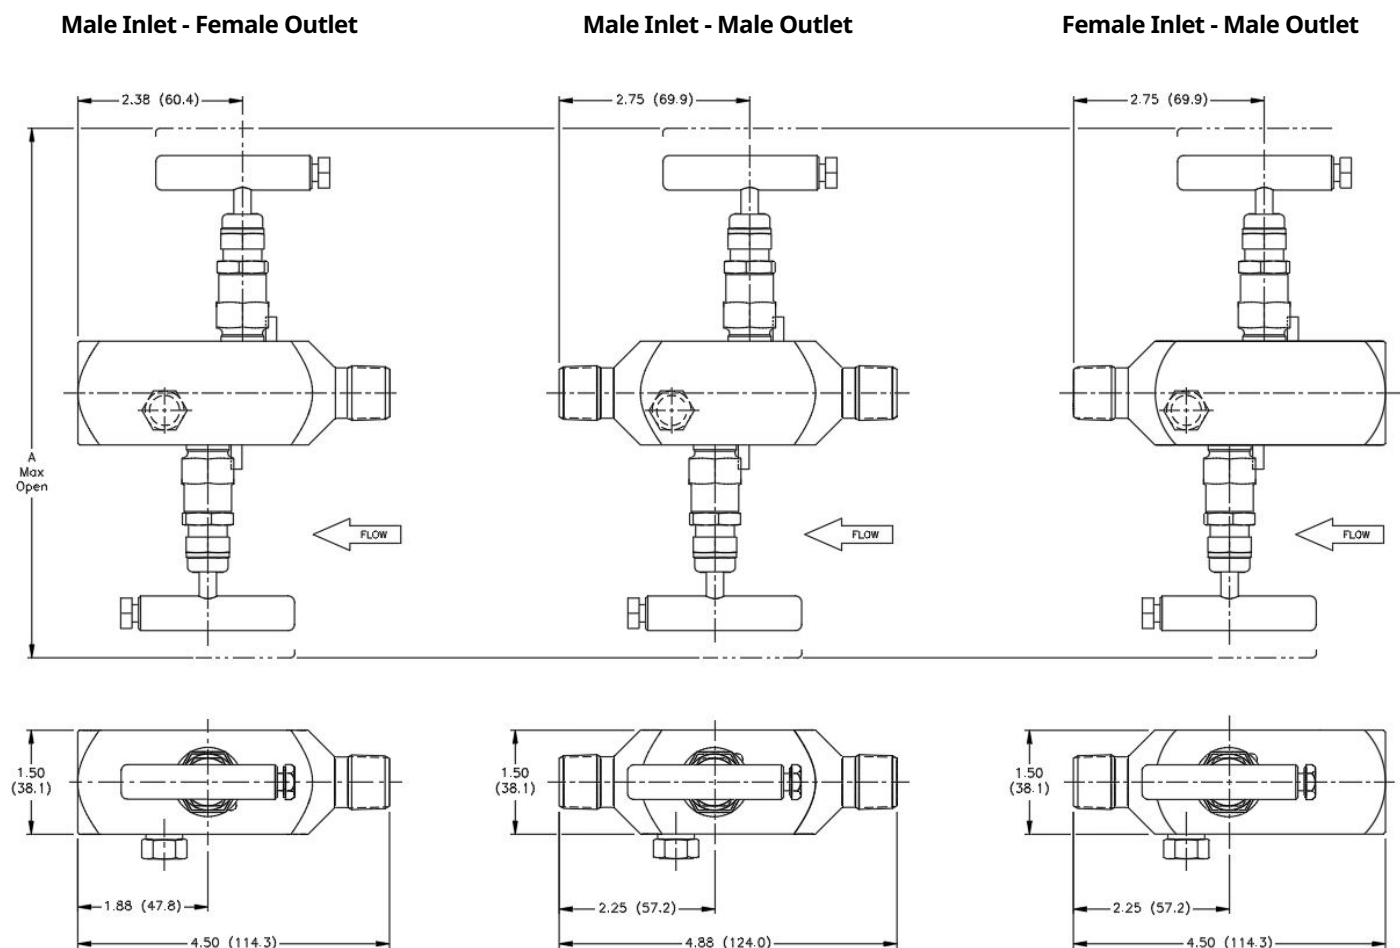 Male Inlet - Female Outlet
Male Inlet - Male Outlet
Female Inlet - Male Outlet
2.38 (60.4)
2.75 (69.9)
2.75 (69.9)
A
Max
Open
FLOW
FLOW
FLOW
1.50
(38.1)
1.50
(38.1)
1.50
(38.1)
1.88 (47.8)
2.25 (57.2)
2.25 (57.2)
4.50 (114.3)
4.88 (124.0)
4.50 (114.3)